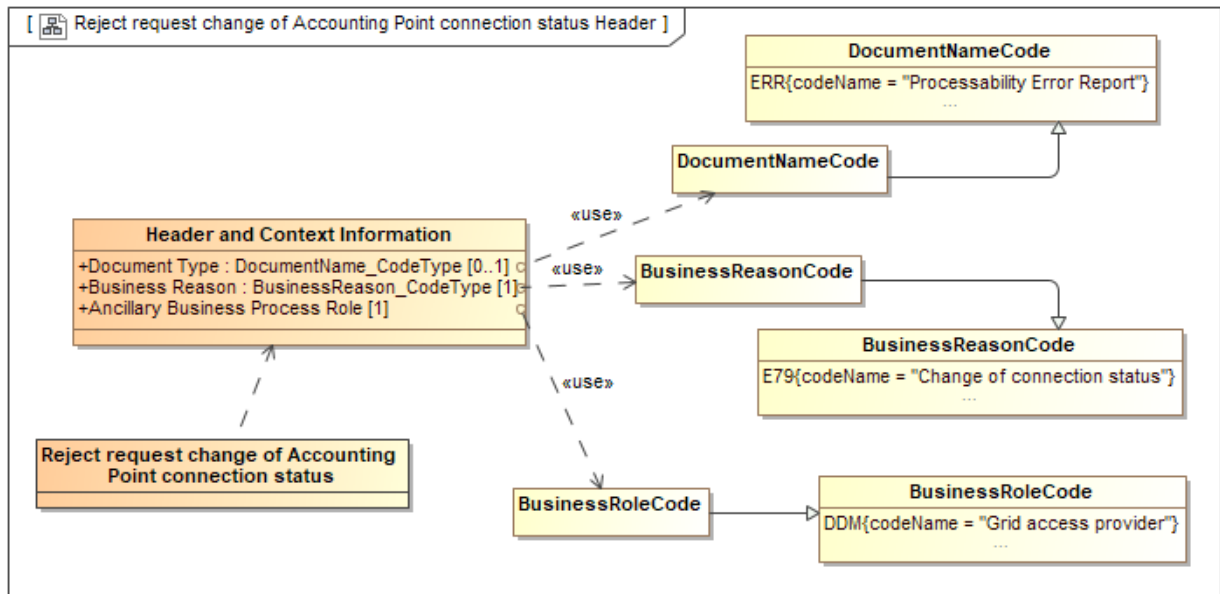 [ Reject request change of Accounting Point connection status Header ]
DocumentNameCode
ERR{codeName = "Processability Error Report"}
...
DocumentNameCode
«use»
Header and Context Information
+Document Type : DocumentName_CodeType [0..1]
+Business Reason : BusinessReason_CodeType [1]
+Ancillary Business Process Role [1]
«use»
BusinessReasonCode
BusinessReasonCode
E79{codeName = "Change of connection status"}
...
«use»
Reject request change of Accounting
Point connection status
BusinessRoleCode
BusinessRoleCode
DDM{codeName = "Grid access provider"}
...